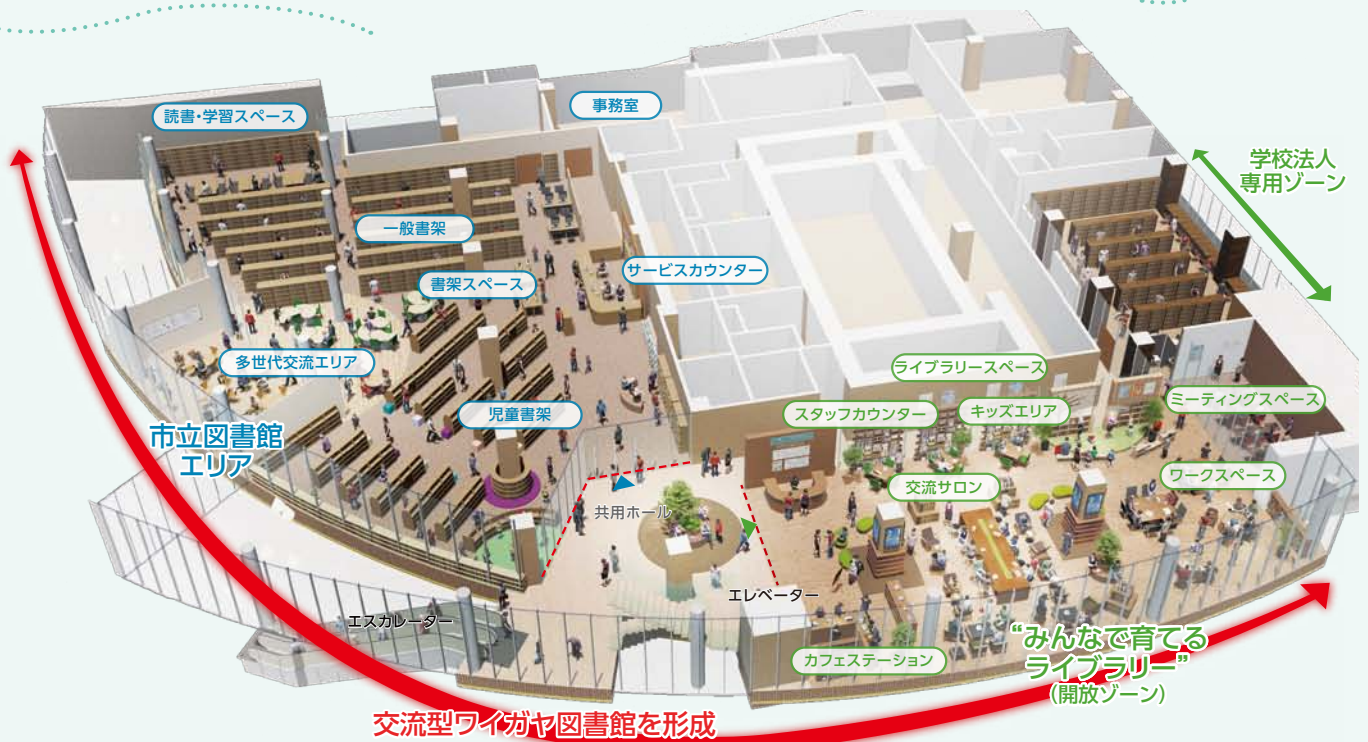 読書・学習スペース
事務室
学校法人
専用ゾーン
一般書架
書架スペース
サービスカウンター
多世代交流エリア
ライブラリースペース
スタッフカウンター
キッズエリア
ミーティングスペース
児童書架
市立図書館
エリア
交流サロン
ワークスペース
共用ホール
エレベーター
エスカレーター
カフェステーション
“みんなで育てる
ライブラリー”
(開放ゾーン)
交流型ワイガヤ図書館を形成